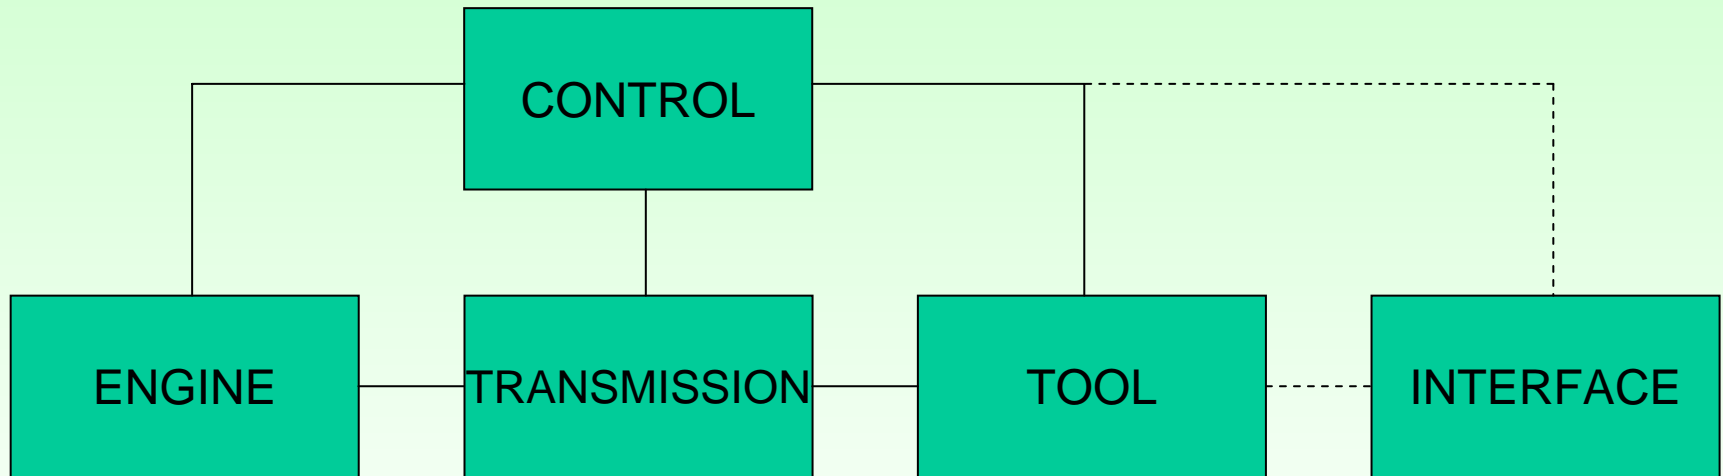 CONTROL
ENGINE
TRANSMISSION
TOOL
INTERFACE